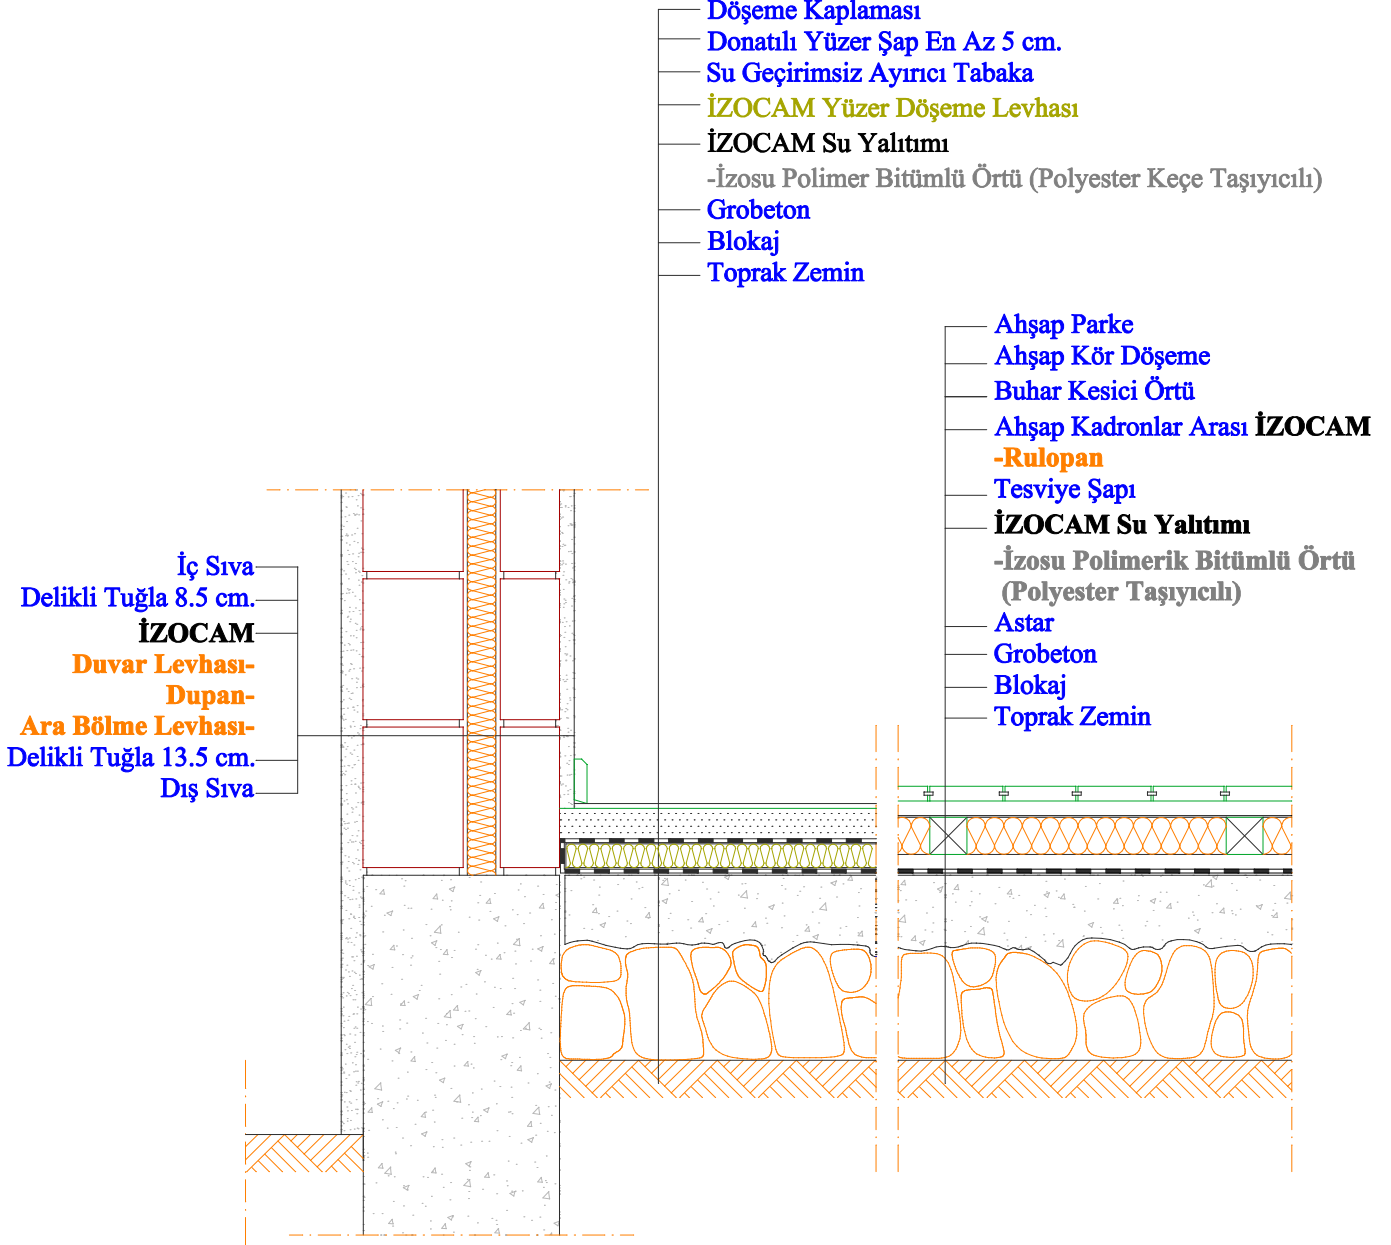 Döşeme Kaplaması
Donatılı Yüzer Şap En Az 5 cm.
Su Geçirimsiz Ayırıcı Tabaka
İZOCAM Yüzer Döşeme Levhası
İZOCAM Su Yalıtımı
-İzosu Polimer Bitümlü Örtü (Polyester Keçe Taşıyıcılı)
Grobeton
Blokaj
Toprak Zemin
Ahşap Parke
Ahşap Kör Döşeme
Buhar Kesici Örtü
Ahşap Kadronlar Arası İZOCAM
-Rulopan
Tesviye Şapı
İZOCAM Su Yalıtımı
-İzosu Polimerik Bitümlü Örtü
(Polyester Taşıyıcılı)
Astar
Grobeton
Blokaj
Toprak Zemin
İç Sıva
Delikli Tuğla 8.5 cm.
İZOCAM
Duvar Levhası-
Dupan-
Ara Bölme Levhası-
Delikli Tuğla 13.5 cm.
Dış Sıva